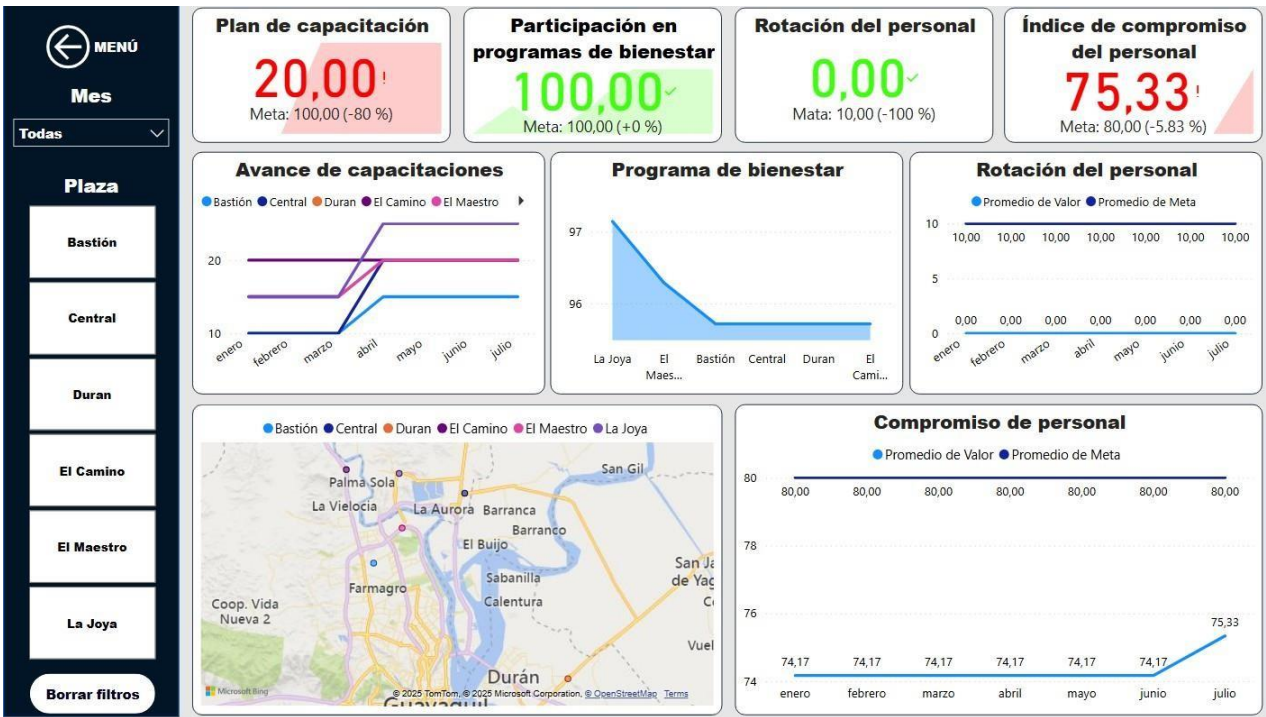 MENÚ
Mes
Todas
Plaza
Bastión
Central
Duran
El Camino
El Maestro
La Joya
Borrar filtros
Plan de capacitación
20,00!
Meta: 100,00 (-80 %)
Participación en
programas de bienestar
100,00
Meta: 100,00 (+0 %)
Rotación del personal
0,00
Mata: 10,00 (-100 %)
Índice de compromiso
del personal
75,33!
Meta: 80,00 (-5.83 %)
Avance de capacitaciones
Bastión Central Duran El Camino El Maestro
20
10
enero febrero marzo abril mayo junio julio
Programa de bienestar
97
96
La Joya El Maes... Bastión Central Duran El Cami...
Rotación del personal
Promedio de Valor Promedio de Meta
10
10,00 10,00 10,00 10,00 10,00 10,00 10,00
5
0,00 0,00 0,00 0,00 0,00 0,00 0,00
0
enero febrero marzo abril mayo junio julio
Bastión Central Duran El Camino El Maestro La Joya
San Gil
Palma Sola
La Vielocia
La Aurora
Barranca
Barranco
El Buijo
San Ja
de Yag
Sabanilla
Farmagro
Calentura
Coop. Vida
Nueva 2
Vuel
Durán
Guayaquil
Microsoft Bing
© 2025 TomTom, © 2025 Microsoft Corporation, © OpenStreetMap Terms
Compromiso de personal
Promedio de Valor Promedio de Meta
80
80,00 80,00 80,00 80,00 80,00 80,00 80,00
78
76
75,33
74,17 74,17 74,17 74,17 74,17 74,17
74
enero febrero marzo abril mayo junio julio